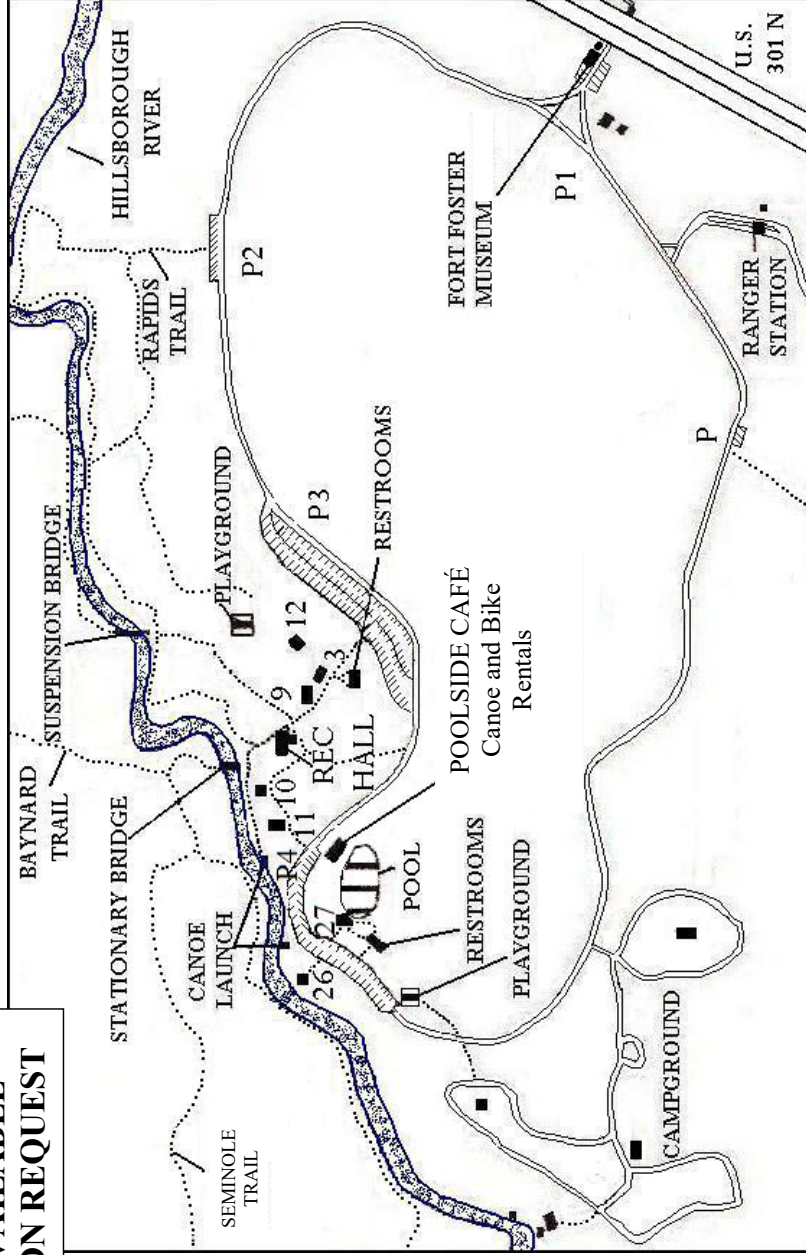 ON REQUEST
HILLSBOROUGH
RIVER
U.S.
301 N
SUSPENSION BRIDGE
BAYNARD
TRAIL
RAPIDS
TRAIL
P2
FORT FOSTER
MUSEUM
P1
STATIONARY BRIDGE
PLAYGROUND
P3
RESTROOMS
RANGER
STATION
P
12
3
9
REC
HALL
10
11
CANOE
LAUNCH
P4
POOLSIDE CAFÉ
Canoe and Bike
Rentals
27
26
POOL
RESTROOMS
PLAYGROUND
SEMINOLE
TRAIL
CAMPGROUND